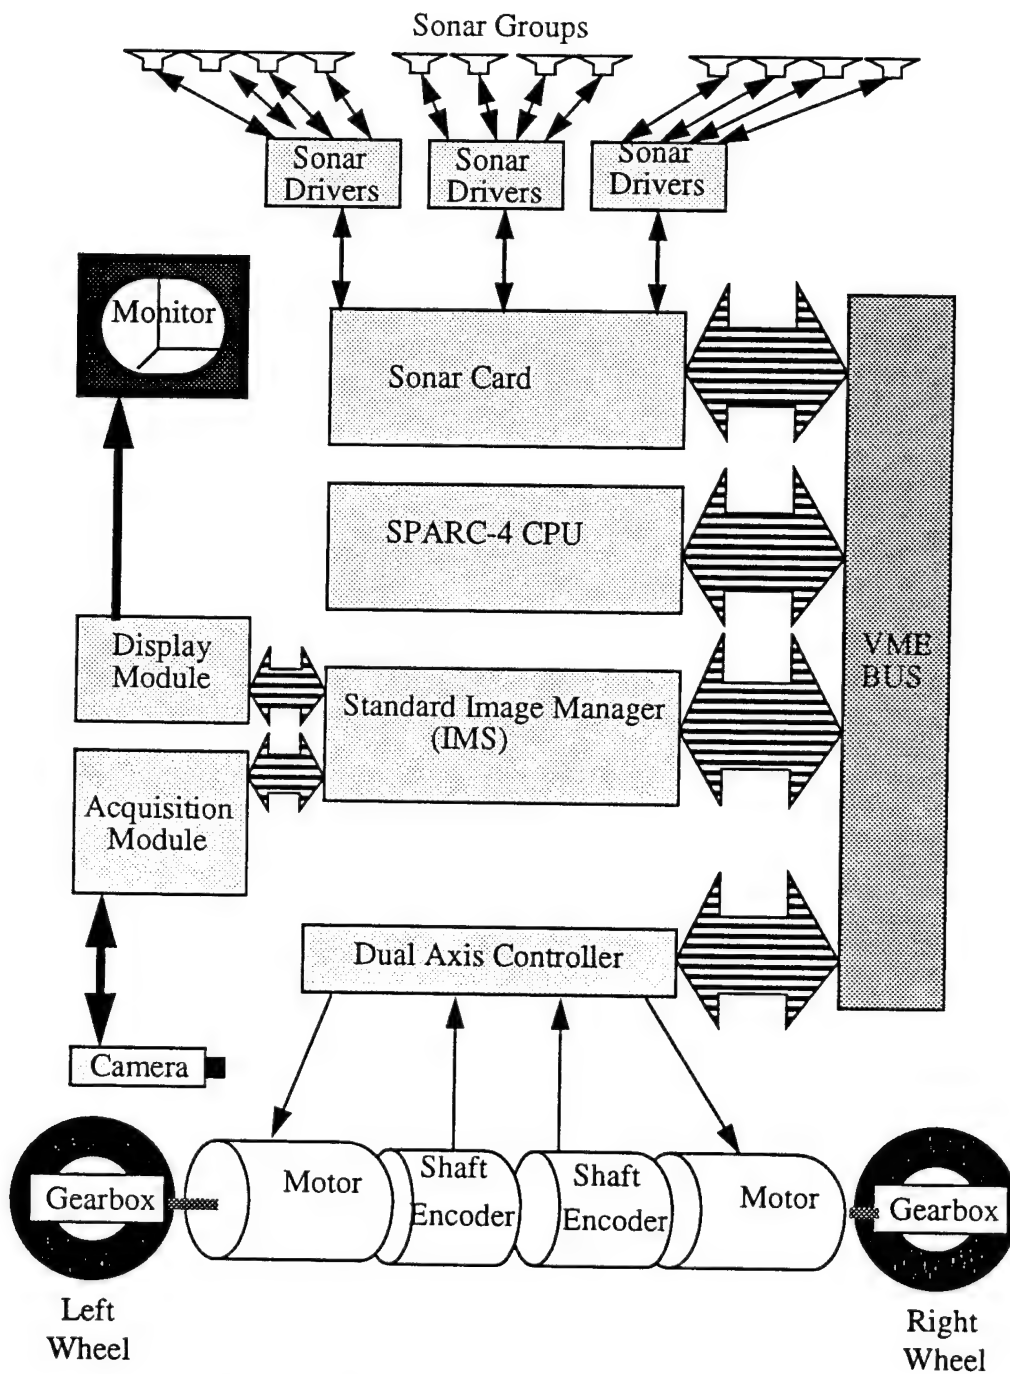 Sonar Groups
Sonar
Drivers
Sonar
Drivers
Sonar
Drivers
Monitor
Sonar Card
SPARC-4 CPU
VME
BUS
Display
Module
Standard Image Manager
(IMS)
Acquisition
Module
Dual Axis Controller
Camera
Gearbox
Motor
Shaft
Encoder
Shaft
Encoder
Motor
Gearbox
Left
Wheel
Right
Wheel